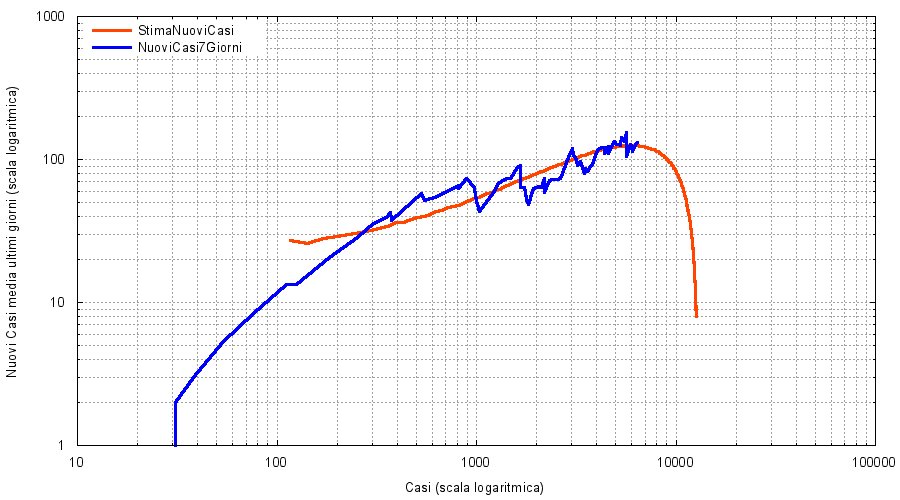 1000
StimaNuoviCasi
NuoviCasi7Giorni
100
10
1
10
100
1000
10000
100000
Nuovi Casi media ultimi giorni (scala logaritmica)
Casi (scala logaritmica)